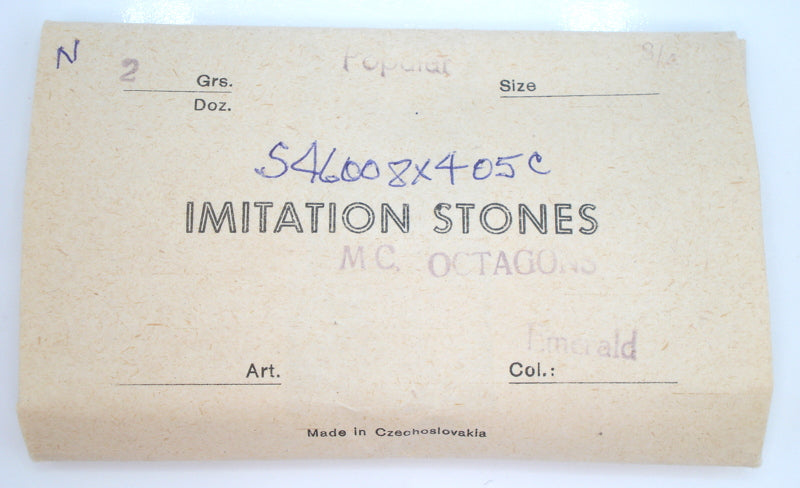 N
2 Grs. Popular Size 8/4
Doz.
S46008x405C
IMITATION STONES
M.C. OCTAGONS
Emerald
Art. Col.:
Made in Czechoslovakia